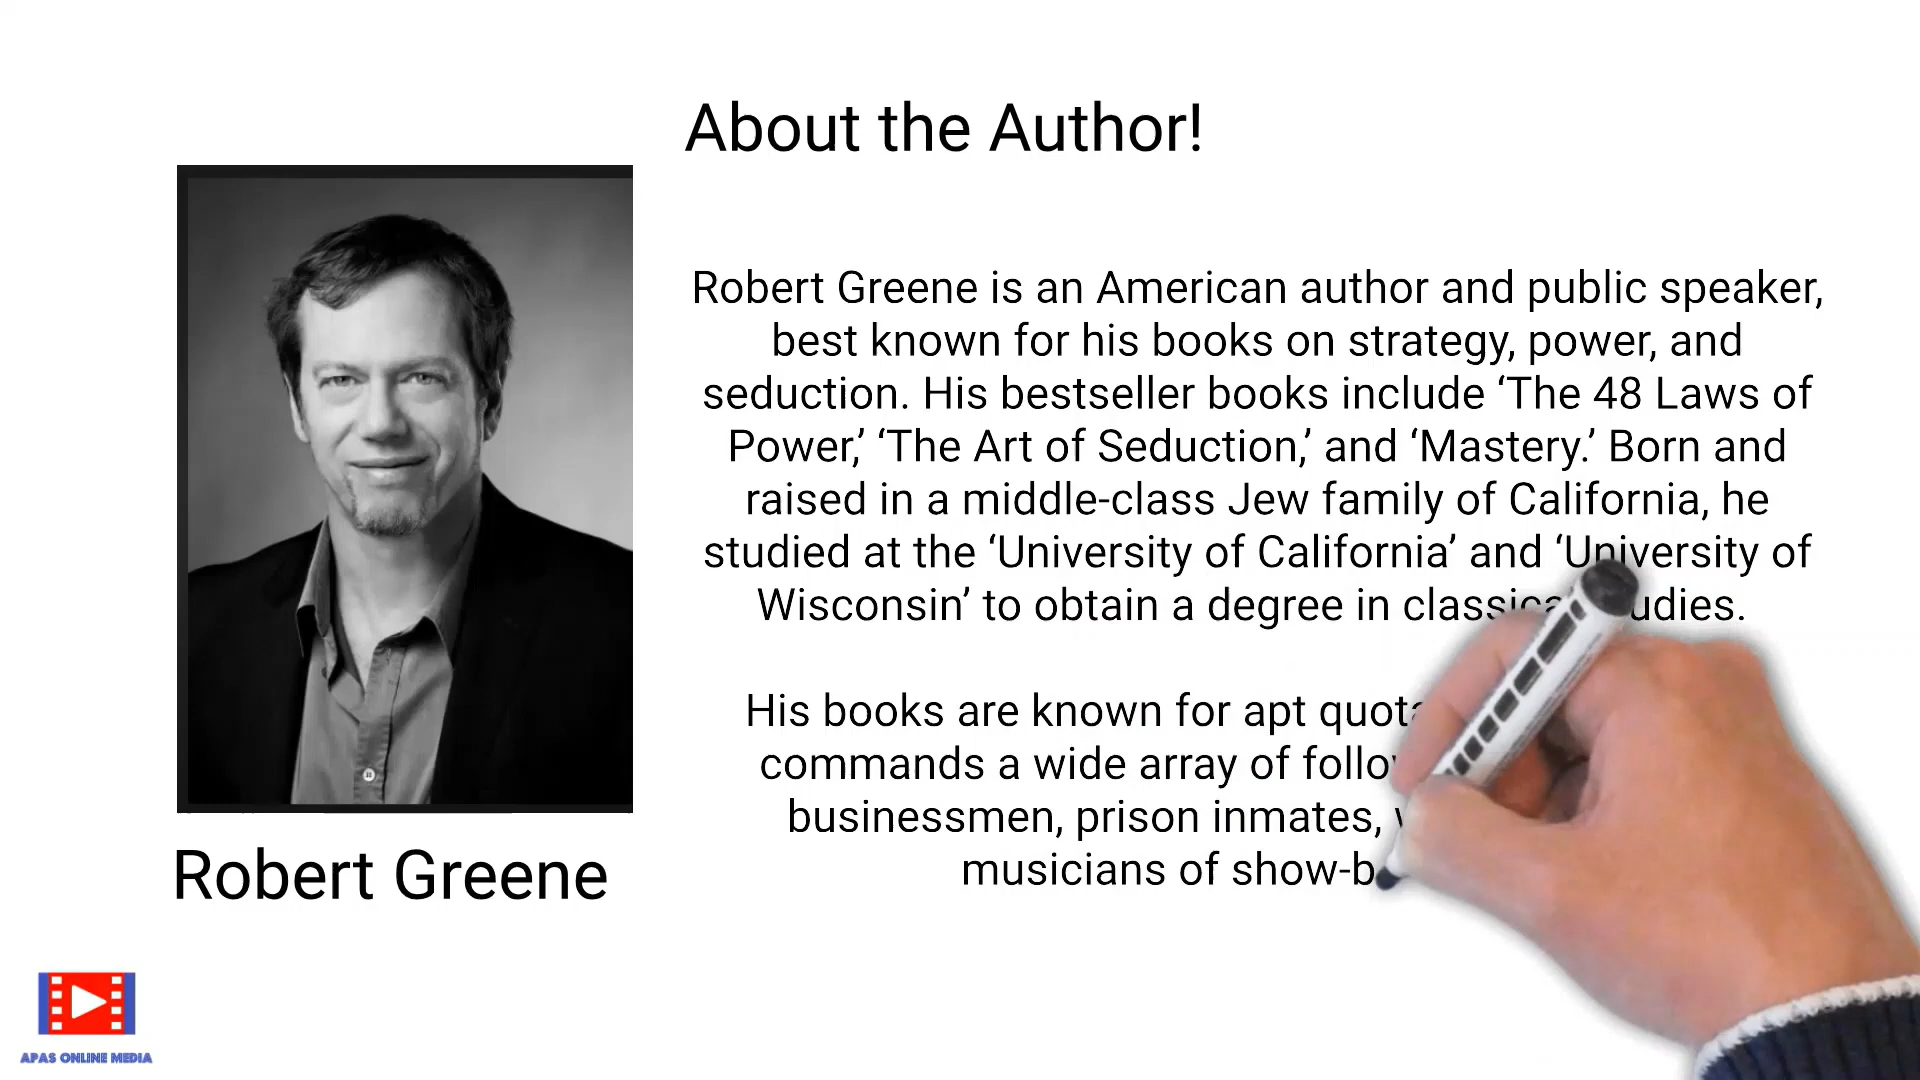 About the Author!
Robert Greene is an American author and public speaker,
best known for his books on strategy, power, and
seduction. His bestseller books include ‘The 48 Laws of
Power,’ ‘The Art of Seduction,’ and ‘Mastery.’ Born and
raised in a middle-class Jew family of California, he
studied at the ‘University of California’ and ‘University of
Wisconsin’ to obtain a degree in
His books are known for apt
commands a wide array of
businessmen, prison inmates,
musicians of
Robert Greene
APAS ONLINE MEDIA